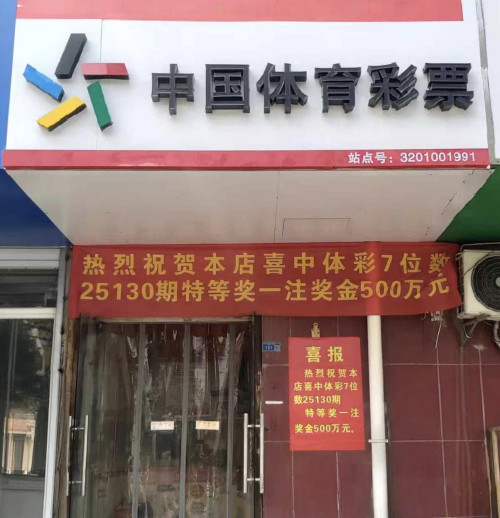 中国体育彩票
站点号：3201001991
热烈祝贺本店喜中体彩7位数
25130期特等奖一注奖金500万元
喜报
热烈祝贺本
店喜中体彩7位
数25130期
特等奖一注
奖金500万元。